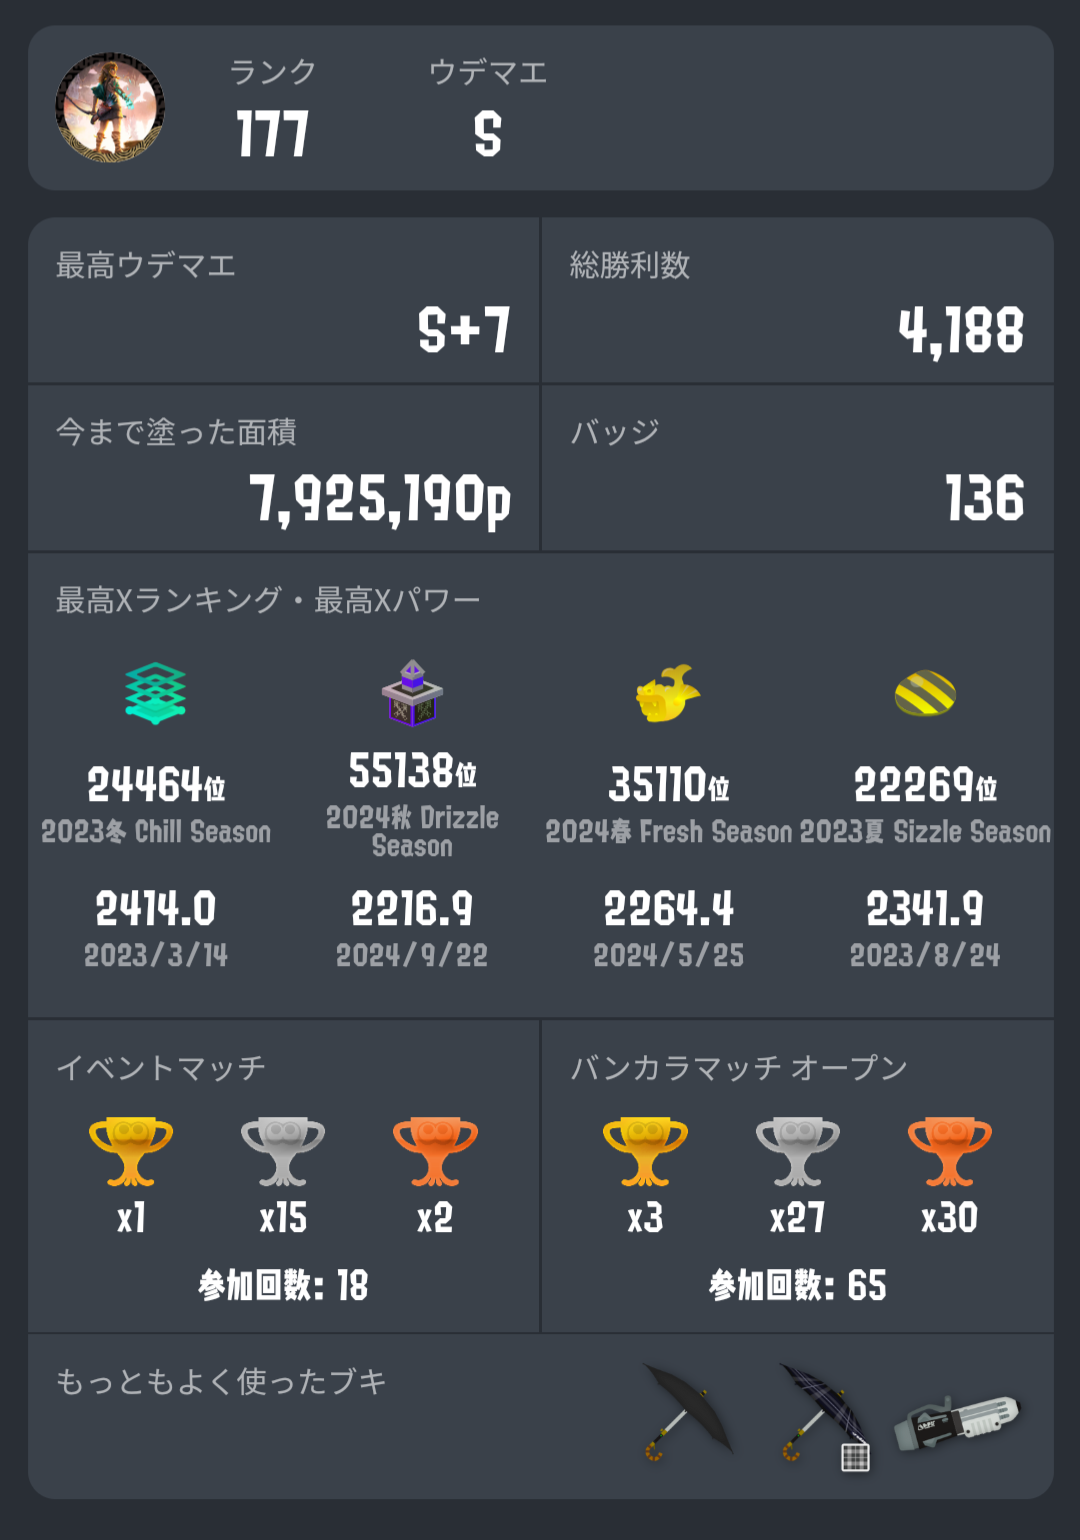 ランク ウデマエ
177 S
最高ウデマエ 総勝利数
S+7 4,188
今まで塗った面積 バッジ
7,925,190p 136
最高Xランキング・最高Xパワー
24464位 55138位 35110位 22269位
2023冬 Chill Season 2024秋 Drizzle Season 2024春 Fresh Season 2023夏 Sizzle Season
2414.0 2216.9 2264.4 2341.9
2023/3/14 2024/9/22 2024/5/25 2023/8/24
イベントマッチ バンカラマッチ オープン
x1 x15 x2 x3 x27 x30
参加回数: 18 参加回数: 65
もっともよく使ったブキ